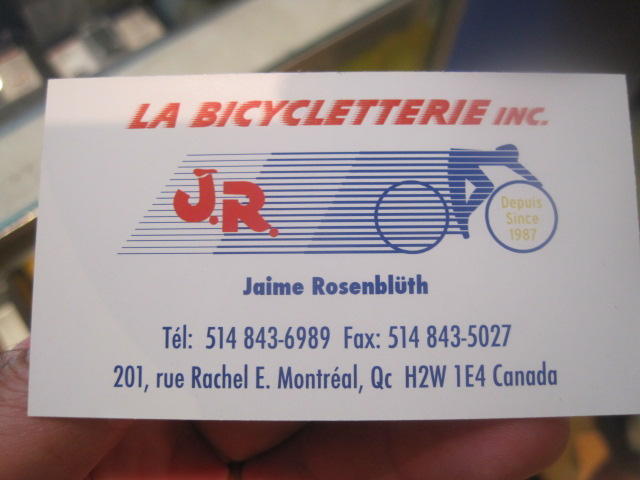 LA BICYCLETTERIE INC.
J.R.
Depuis
Since
1987
Jaime Rosenblüth
Tél: 514 843-6989 Fax: 514 843-5027
201, rue Rachel E. Montréal, Qc H2W 1E4 Canada